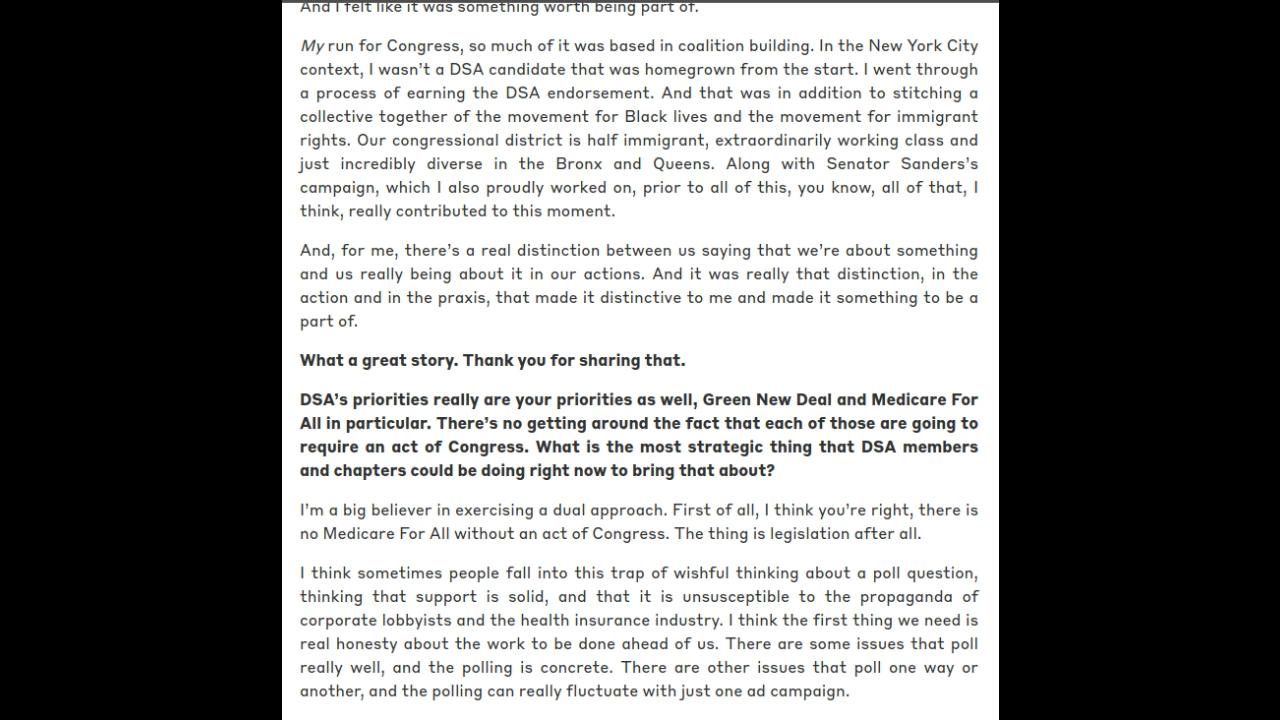 And I felt like it was something worth being part of.
My run for Congress, so much of it was based in coalition building. In the New York City
context, I wasn't a DSA candidate that was homegrown from the start. I went through
a process of earning the DSA endorsement. And that was in addition to stitching a
collective together of the movement for Black lives and the movement for immigrant
rights. Our congressional district is half immigrant, extraordinarily working class and
just incredibly diverse in the Bronx and Queens. Along with Senator Sanders's
campaign, which I also proudly worked on, prior to all of this, you know, all of that, I
think, really contributed to this moment.
And, for me, there's a real distinction between us saying that we're about something
and us really being about it in our actions. And it was really that distinction, in the
action and in the praxis, that made it distinctive to me and made it something to be a
part of.
What a great story. Thank you for sharing that.
DSA's priorities really are your priorities as well, Green New Deal and Medicare For
All in particular. There's no getting around the fact that each of those are going to
require an act of Congress. What is the most strategic thing that DSA members
and chapters could be doing right now to bring that about?
I'm a big believer in exercising a dual approach. First of all, I think you're right, there is
no Medicare For All without an act of Congress. The thing is legislation after all.
I think sometimes people fall into this trap of wishful thinking about a poll question,
thinking that support is solid, and that it is unsusceptible to the propaganda of
corporate lobbyists and the health insurance industry. I think the first thing we need is
real honesty about the work to be done ahead of us. There are some issues that poll
really well, and the polling is concrete. There are other issues that poll one way or
another, and the polling can really fluctuate with just one ad campaign.